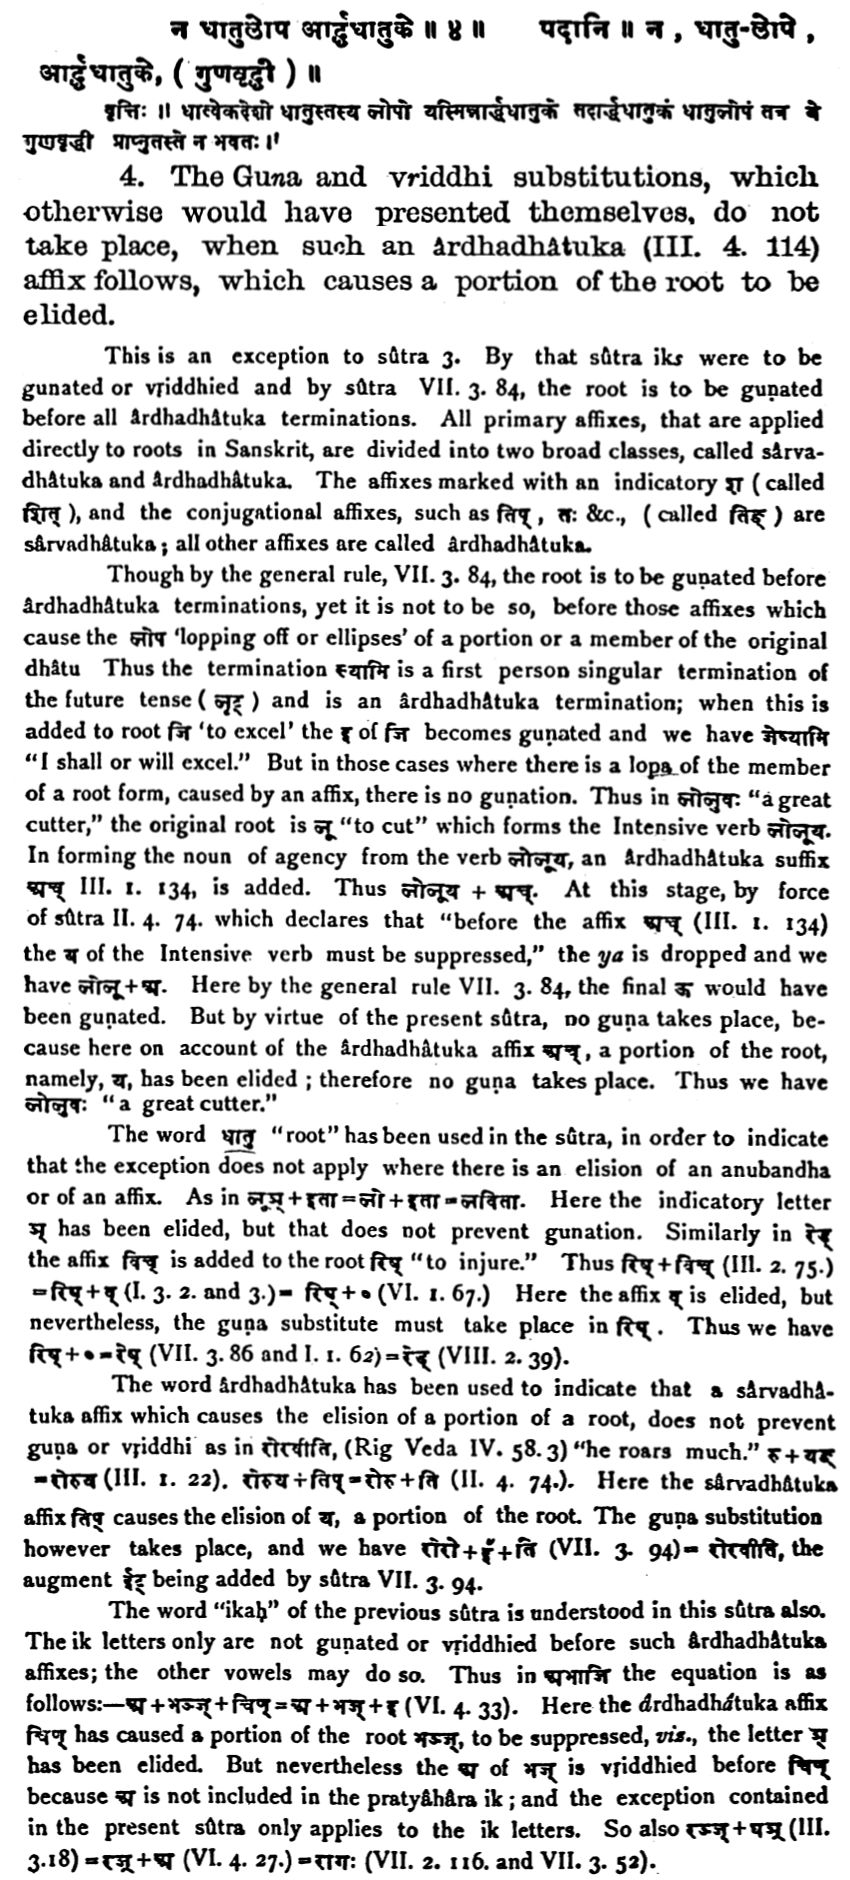 न धातुलोप आर्द्धधातुके ॥ ४ ॥ पदानि ॥ न , धातु-लोपे ,
आर्द्धधातुके, ( गुणवृद्धी ) ॥
वृत्तिः ॥ धात्वेकदेशो धातुस्तस्य लोपो यस्मिन्नार्द्धधातुके तदार्द्धधातुकं धातुलोपं तत्र ये
गुणवृद्धी प्राप्नुतस्ते न भवतः ।'
4. The Guna and vriddhi substitutions, which
otherwise would have presented themselves, do not
take place, when such an ârdhadhâtuka (III. 4. 114)
affix follows, which causes a portion of the root to be
elided.
This is an exception to sûtra 3. By that sûtra iks were to be
gunated or vṛiddhied and by sûtra VII. 3. 84, the root is to be guṇated
before all ârdhadhâtuka terminations. All primary affixes, that are applied
directly to roots in Sanskrit, are divided into two broad classes, called sârva-
dhâtuka and ârdhadhâtuka. The affixes marked with an indicatory श ( called
शित् ), and the conjugational affixes, such as तिप् , तः &c., ( called तिङ् ) are
sârvadhâtuka ; all other affixes are called ârdhadhâtuka.
Though by the general rule, VII. 3. 84, the root is to be guṇated before
ârdhadhâtuka terminations, yet it is not to be so, before those affixes which
cause the लोप 'lopping off or ellipses' of a portion or a member of the original
dhâtu Thus the termination स्यामि is a first person singular termination of
the future tense ( लृट् ) and is an ârdhadhâtuka termination; when this is
added to root जि 'to excel' the इ of जि becomes guṇated and we have जेष्यामि
"I shall or will excel." But in those cases where there is a lopa of the member
of a root form, caused by an affix, there is no guṇation. Thus in लोलुवः "a great
cutter," the original root is लू "to cut" which forms the Intensive verb लोलूय.
In forming the noun of agency from the verb लोलूय, an ârdhadhâtuka suffix
अच् III. 1. 134, is added. Thus लोलूय + अच्. At this stage, by force
of sûtra II. 4. 74. which declares that "before the affix अच् (III. 1. 134)
the य of the Intensive verb must be suppressed," the ya is dropped and we
have लोलू+अ. Here by the general rule VII. 3. 84, the final ऊ would have
been guṇated. But by virtue of the present sûtra, no guṇa takes place, be-
cause here on account of the ârdhadhâtuka affix अच् , a portion of the root,
namely, य, has been elided ; therefore no guṇa takes place. Thus we have
लोलुवः "a great cutter."
The word धातु "root" has been used in the sûtra, in order to indicate
that the exception does not apply where there is an elision of an anubandha
or of an affix. As in लूञ्+इता=लो+इता=लविता. Here the indicatory letter
ञ् has been elided, but that does not prevent gunation. Similarly in रेड्
the affix विच् is added to the root रिष् "to injure." Thus रिष्+विच् (III. 2. 75.)
=रिष्+व् (I. 3. 2. and 3.)= रिष्+० (VI. 1. 67.) Here the affix व् is elided, but
nevertheless, the guṇa substitute must take place in रिष् . Thus we have
रिष्+०=रेष् (VII. 3. 86 and I. 1. 62)=रेड् (VIII. 2. 39).
The word ârdhadhâtuka has been used to indicate that a sârvadhâ-
tuka affix which causes the elision of a portion of a root, does not prevent
guṇa or vṛiddhi as in रोरवीति, (Rig Veda IV. 58. 3) "he roars much." रु+यङ्
=रोरूय (III. 1. 22). रोरूय+तिप्=रोरु+ति (II. 4. 74.). Here the sârvadhâtuka
affix तिप् causes the elision of य, a portion of the root. The guṇa substitution
however takes place, and we have रोरो+ई+ति (VII. 3. 94)= रोरवीति, the
augment ईट् being added by sûtra VII. 3. 94.
The word "ikaḥ" of the previous sûtra is understood in this sûtra also.
The ik letters only are not guṇated or vṛiddhied before such ârdhadhâtuka
affixes; the other vowels may do so. Thus in अभाजि the equation is as
follows:—अ+भञ्ज्+चिण्=अ+भज्+इ (VI. 4. 33). Here the ârdhadhâtuka affix
चिण् has caused a portion of the root भञ्ज्, to be suppressed, vis., the letter ञ्
has been elided. But nevertheless the अ of भज् is vṛiddhied before चिण्
because अ is not included in the pratyâhâra ik ; and the exception contained
in the present sûtra only applies to the ik letters. So also रञ्ज्+घञ् (III.
3.18) =रज्+अ (VI. 4. 27.) =रागः (VII. 2. 116. and VII. 3. 52).